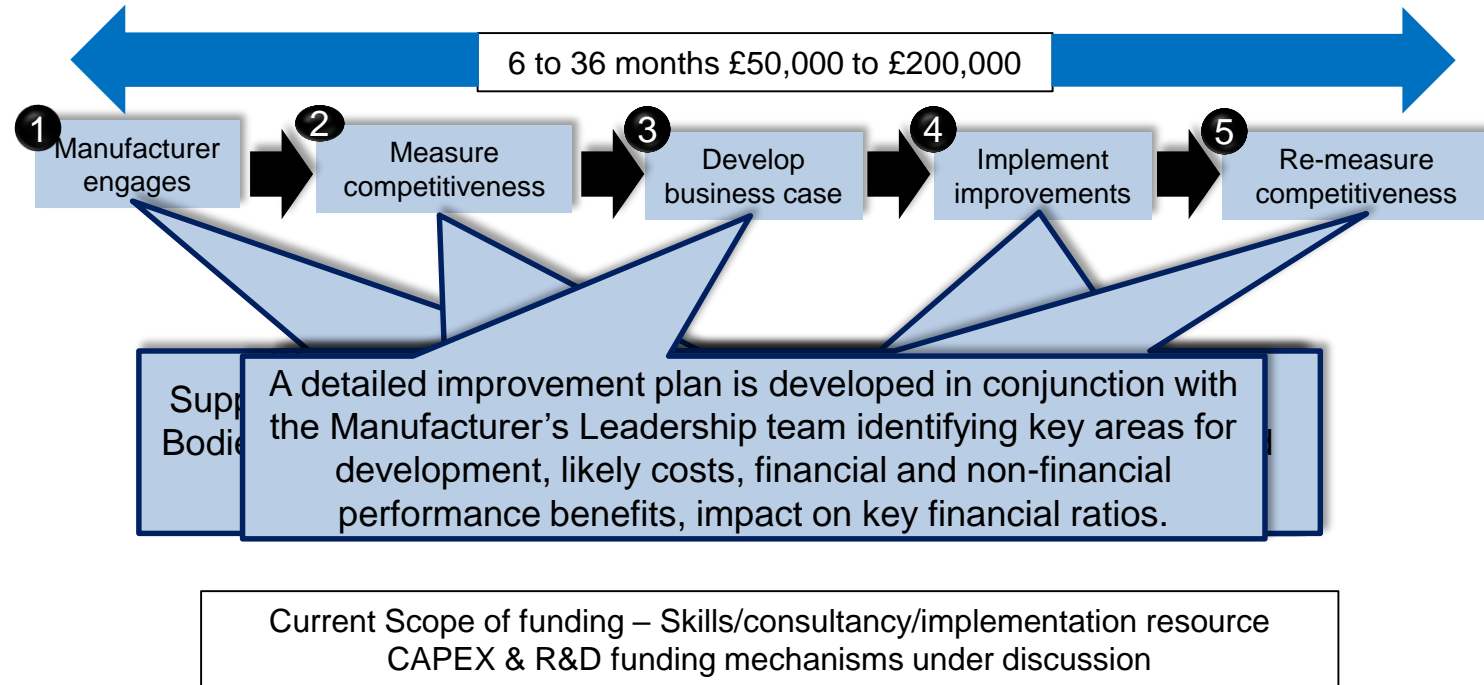 6 to 36 months £50,000 to £200,000
1
Manufacturer
engages
2
Measure
competitiveness
3
Develop
business case
4
Implement
improvements
5
Re-measure
competitiveness
A detailed improvement plan is developed in conjunction with
the Manufacturer’s Leadership team identifying key areas for
development, likely costs, financial and non-financial
performance benefits, impact on key financial ratios.
Current Scope of funding – Skills/consultancy/implementation resource
CAPEX & R&D funding mechanisms under discussion